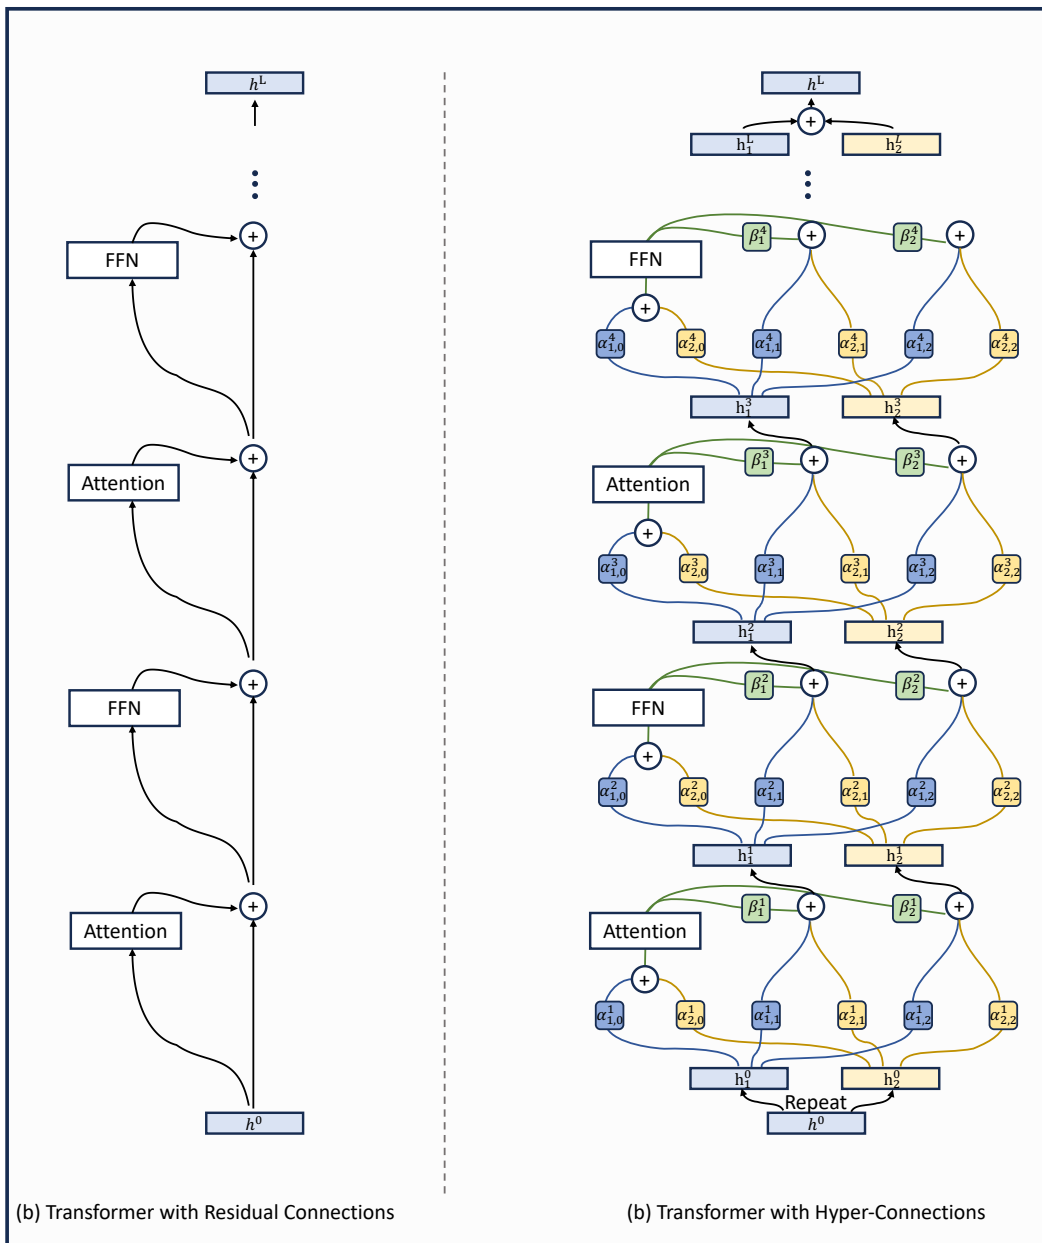 h^L
FFN
Attention
FFN
Attention
h^0
(b) Transformer with Residual Connections
h^L
h_1^L h_2^L
β_1^4 β_2^4
FFN
α_{1,0}^4 α_{2,0}^4 α_{1,1}^4 α_{2,1}^4 α_{1,2}^4 α_{2,2}^4
h_1^3 h_2^3
β_1^3 β_2^3
Attention
α_{1,0}^3 α_{2,0}^3 α_{1,1}^3 α_{2,1}^3 α_{1,2}^3 α_{2,2}^3
h_1^2 h_2^2
β_1^2 β_2^2
FFN
α_{1,0}^2 α_{2,0}^2 α_{1,1}^2 α_{2,1}^2 α_{1,2}^2 α_{2,2}^2
h_1^1 h_2^1
β_1^1 β_2^1
Attention
α_{1,0}^1 α_{2,0}^1 α_{1,1}^1 α_{2,1}^1 α_{1,2}^1 α_{2,2}^1
h_1^0 h_2^0
Repeat
h^0
(b) Transformer with Hyper-Connections